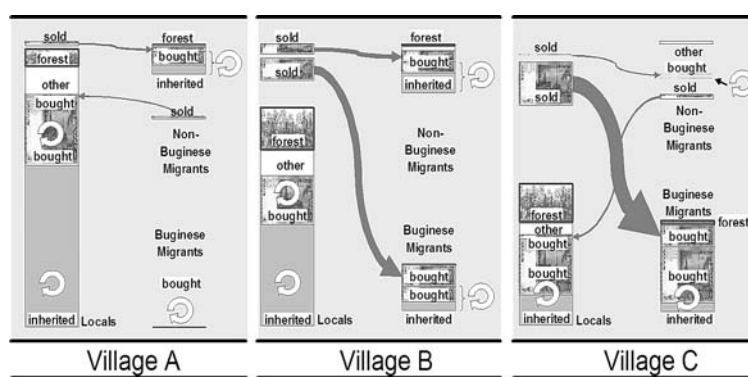 sold
forest
forest
bought
inherited
other
bought
sold
bought
Non-
Buginese
Migrants
Buginese
Migrants
bought
inherited Locals
Village A
sold
forest
sold
bought
inherited
forest
other
bought
Non-
Buginese
Migrants
Buginese
Migrants
bought
bought
inherited Locals
inherited
Village B
sold
other
bought
sold
sold
Non-
Buginese
Migrants
forest
other
bought
bought
Buginese
Migrants
forest
bought
bought
inherited
inherited
Village C